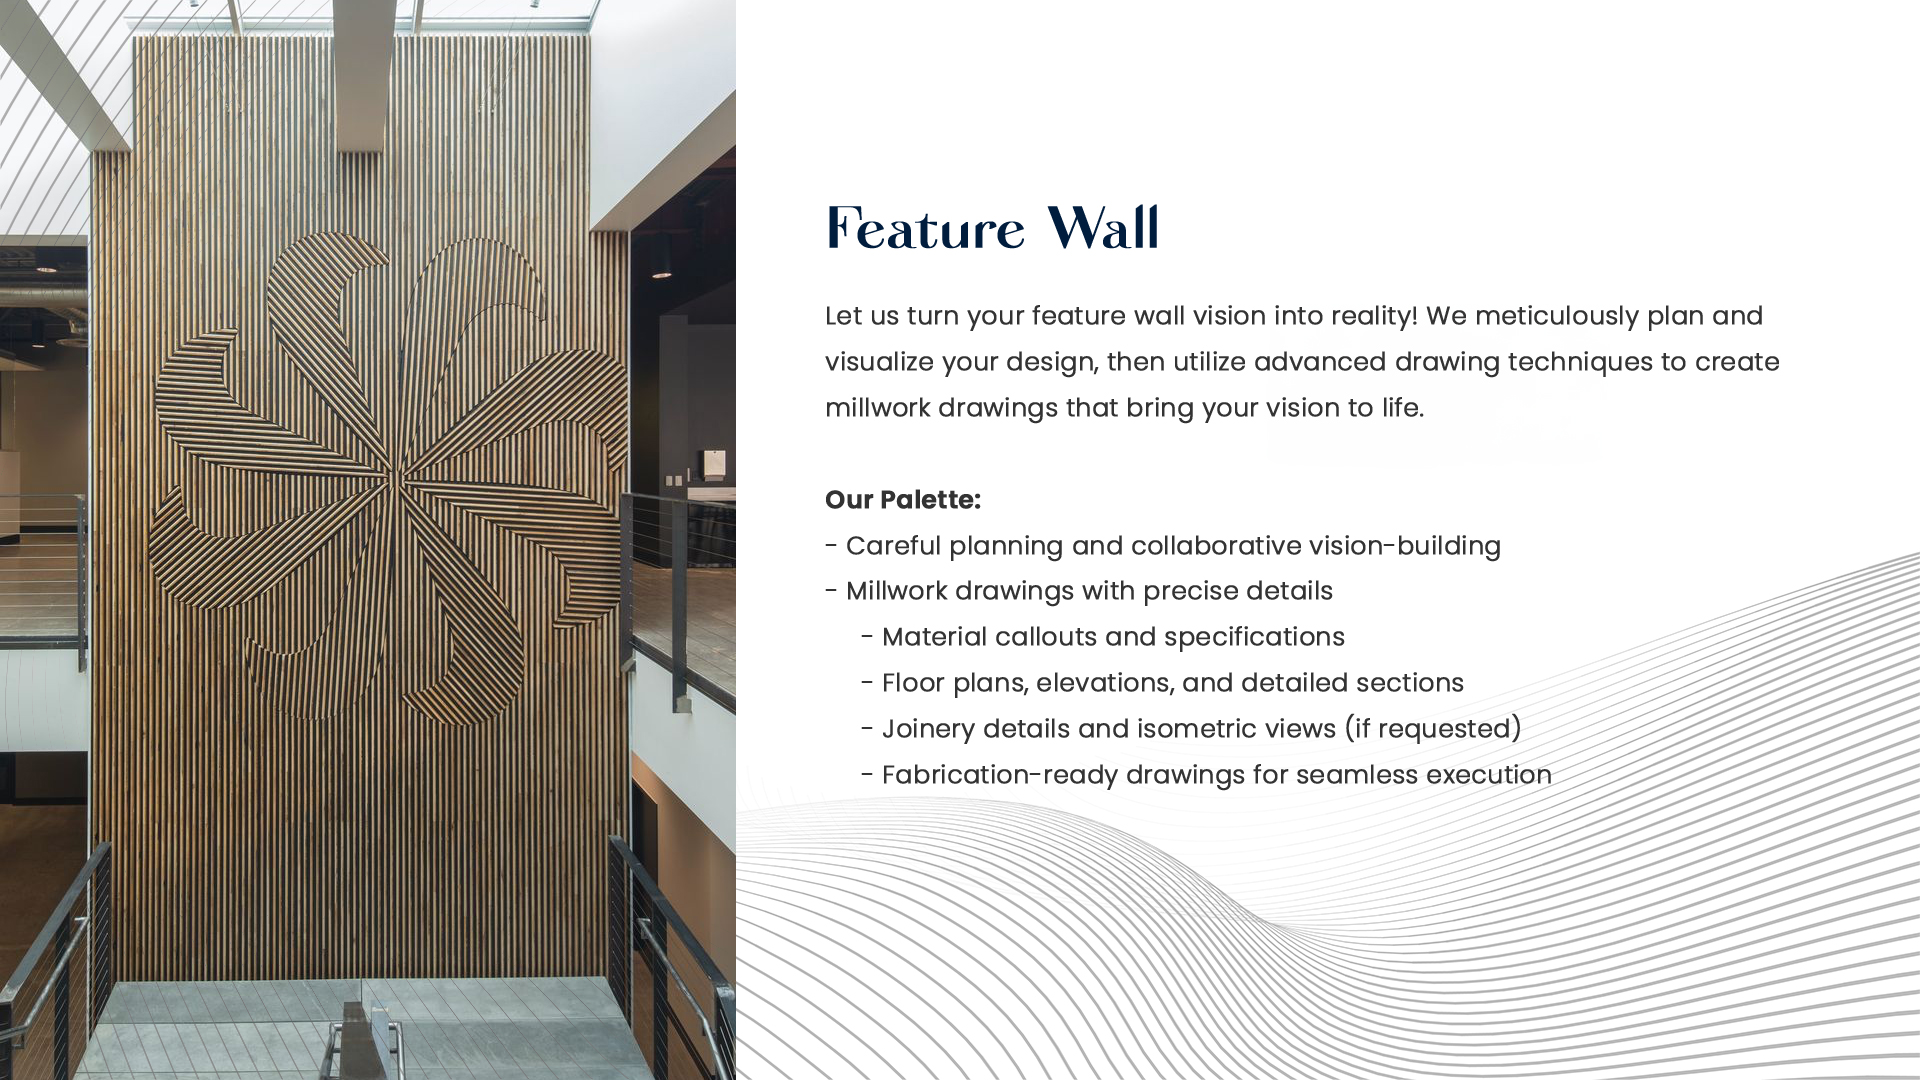 Feature Wall
Let us turn your feature wall vision into reality! We meticulously plan and
visualize your design, then utilize advanced drawing techniques to create
millwork drawings that bring your vision to life.
Our Palette:
- Careful planning and collaborative vision-building
- Millwork drawings with precise details
- Material callouts and specifications
- Floor plans, elevations, and detailed sections
- Joinery details and isometric views (if requested)
- Fabrication-ready drawings for seamless execution